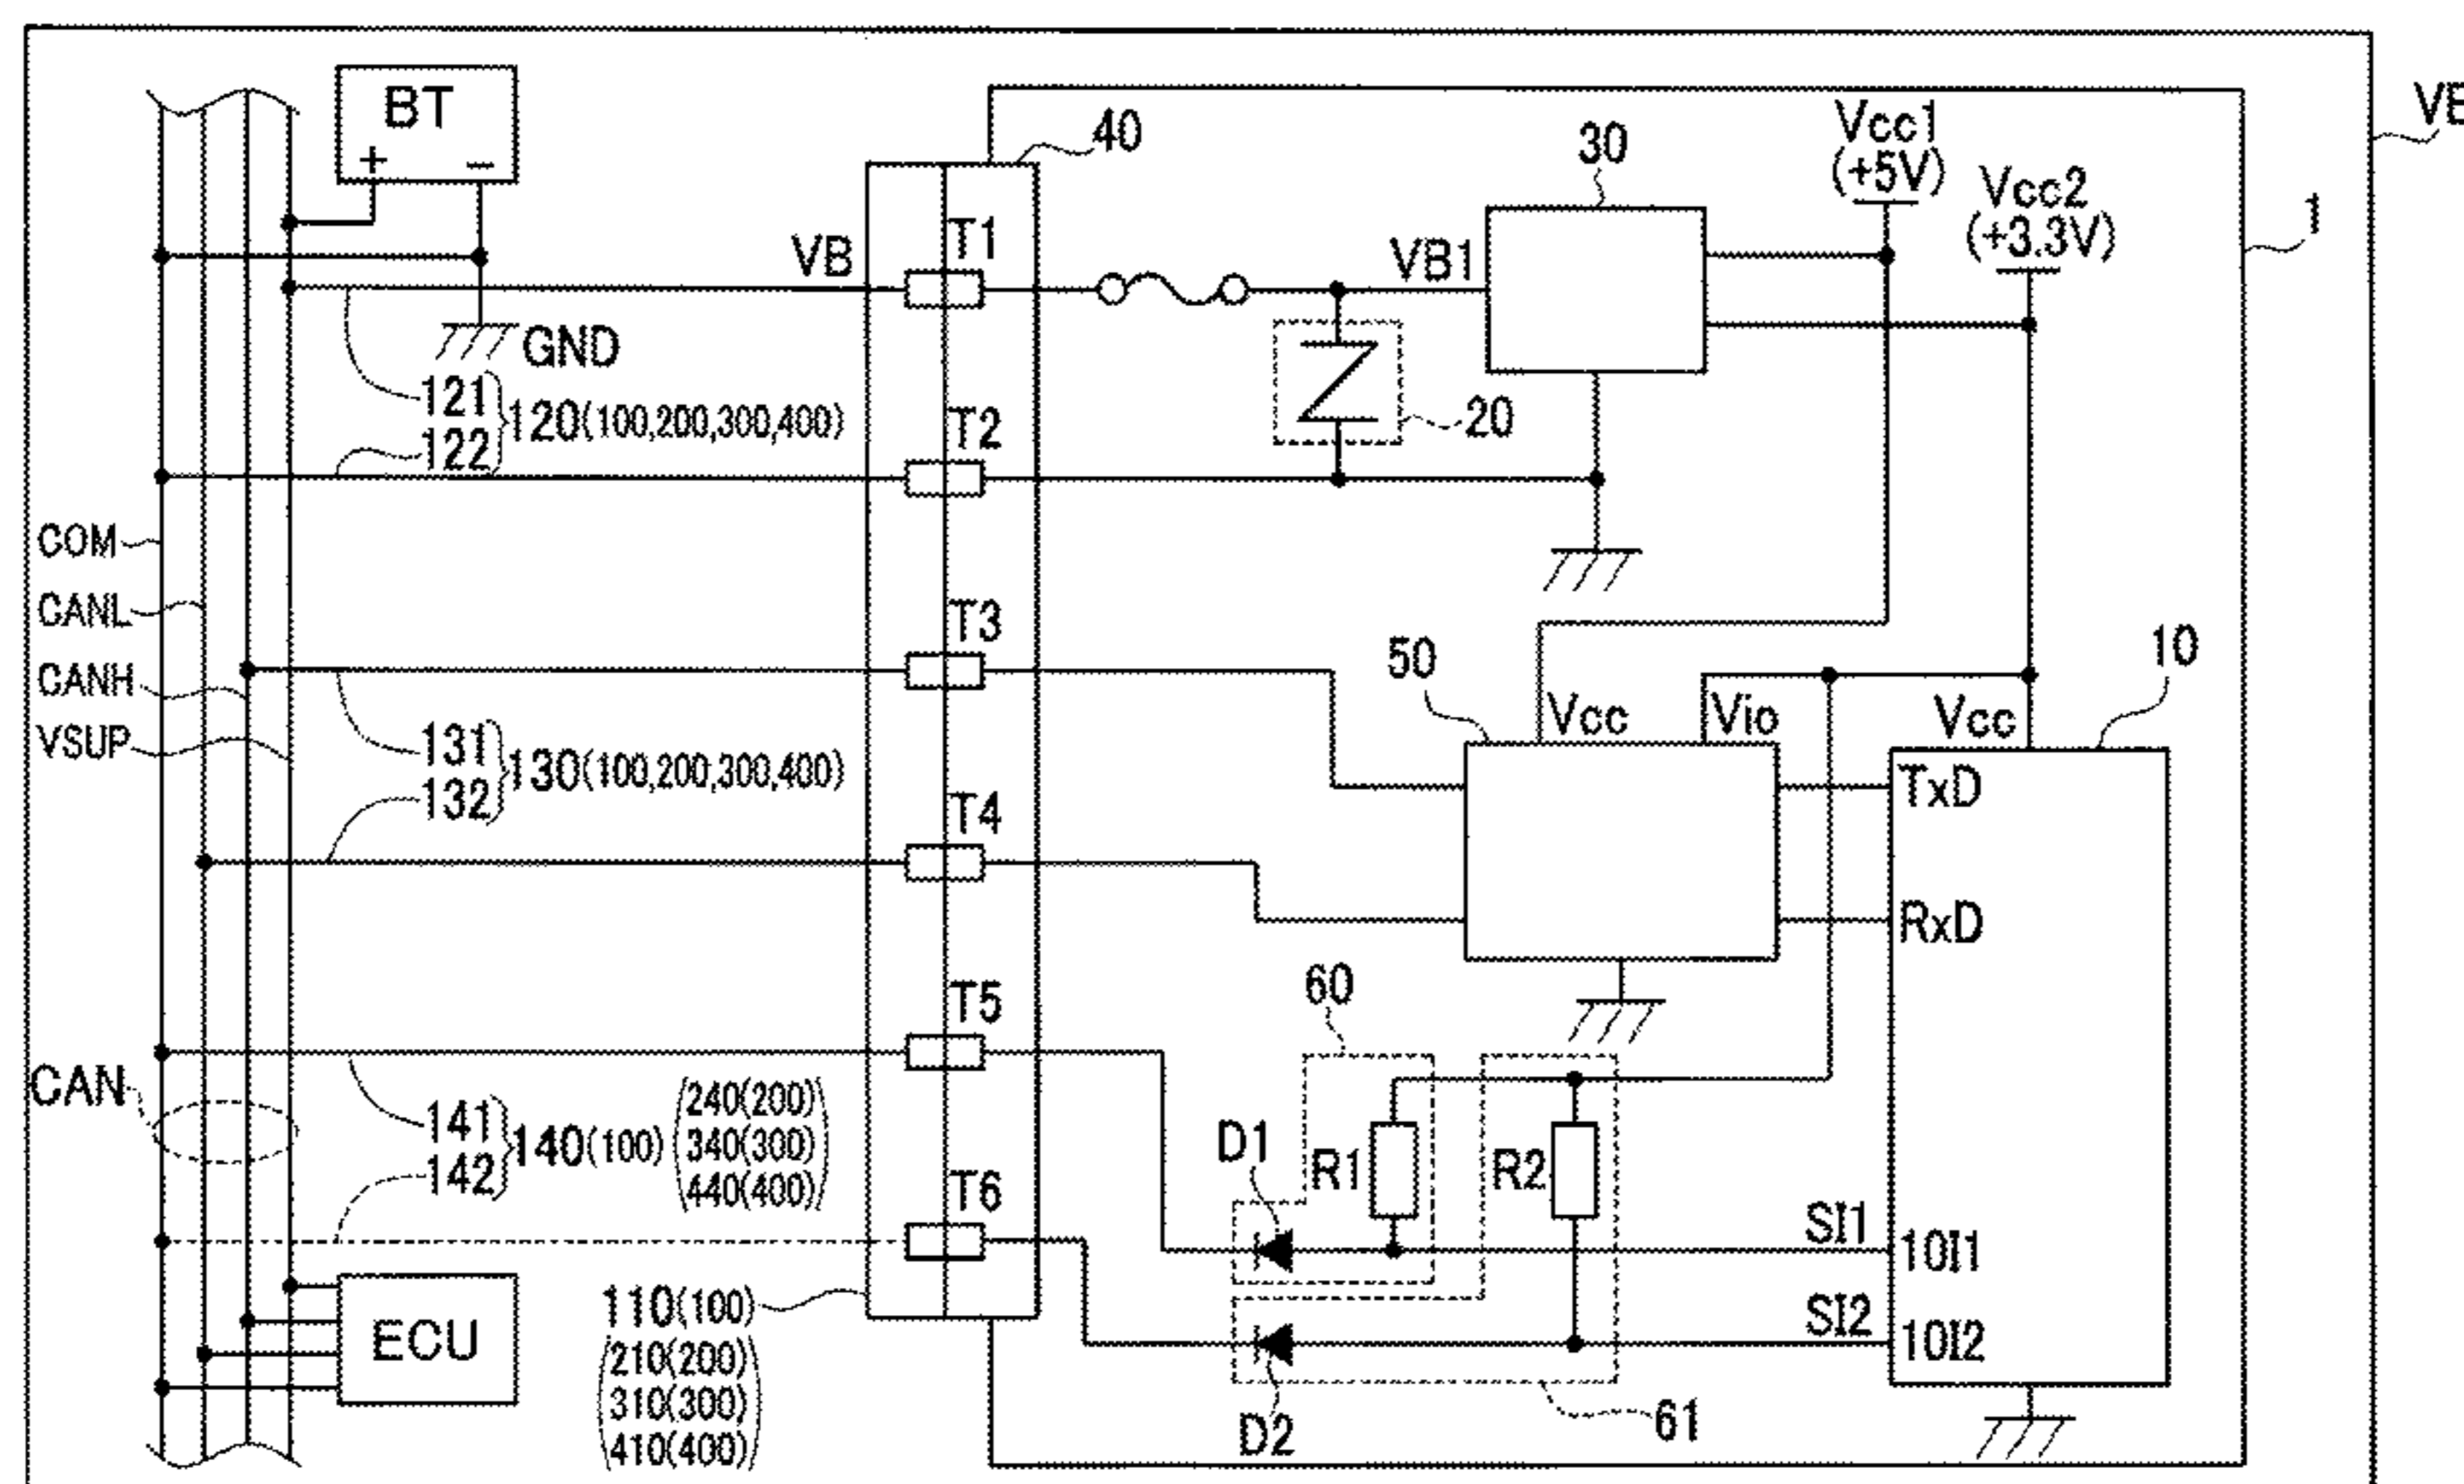 BT
+ −
40
30
Vcc1
(+5V)
Vcc2
(+3.3V)
1
VB
T1
VB1
GND
121
122
120(100,200,300,400)
T2
20
COM
CANL
CANH
VSUP
T3
50
Vcc
Vio
Vcc
10
131
132
130(100,200,300,400)
TxD
T4
RxD
60
T5
CAN
141
142
140(100)
240(200)
340(300)
440(400)
D1
R1
R2
T6
SI1
10I1
110(100)
210(200)
310(300)
410(400)
ECU
SI2
10I2
D2
61